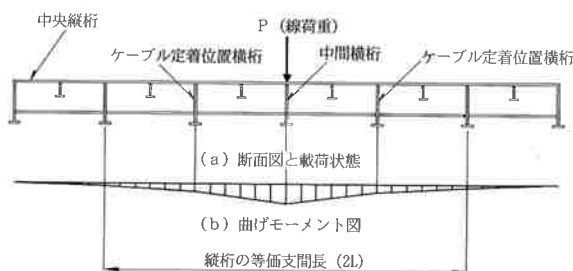 P（線荷重）
中央縦桁
ケーブル定着位置横桁
中間横桁
ケーブル定着位置横桁
（a）断面図と載荷状態
（b）曲げモーメント図
縦桁の等価支間長（2L）